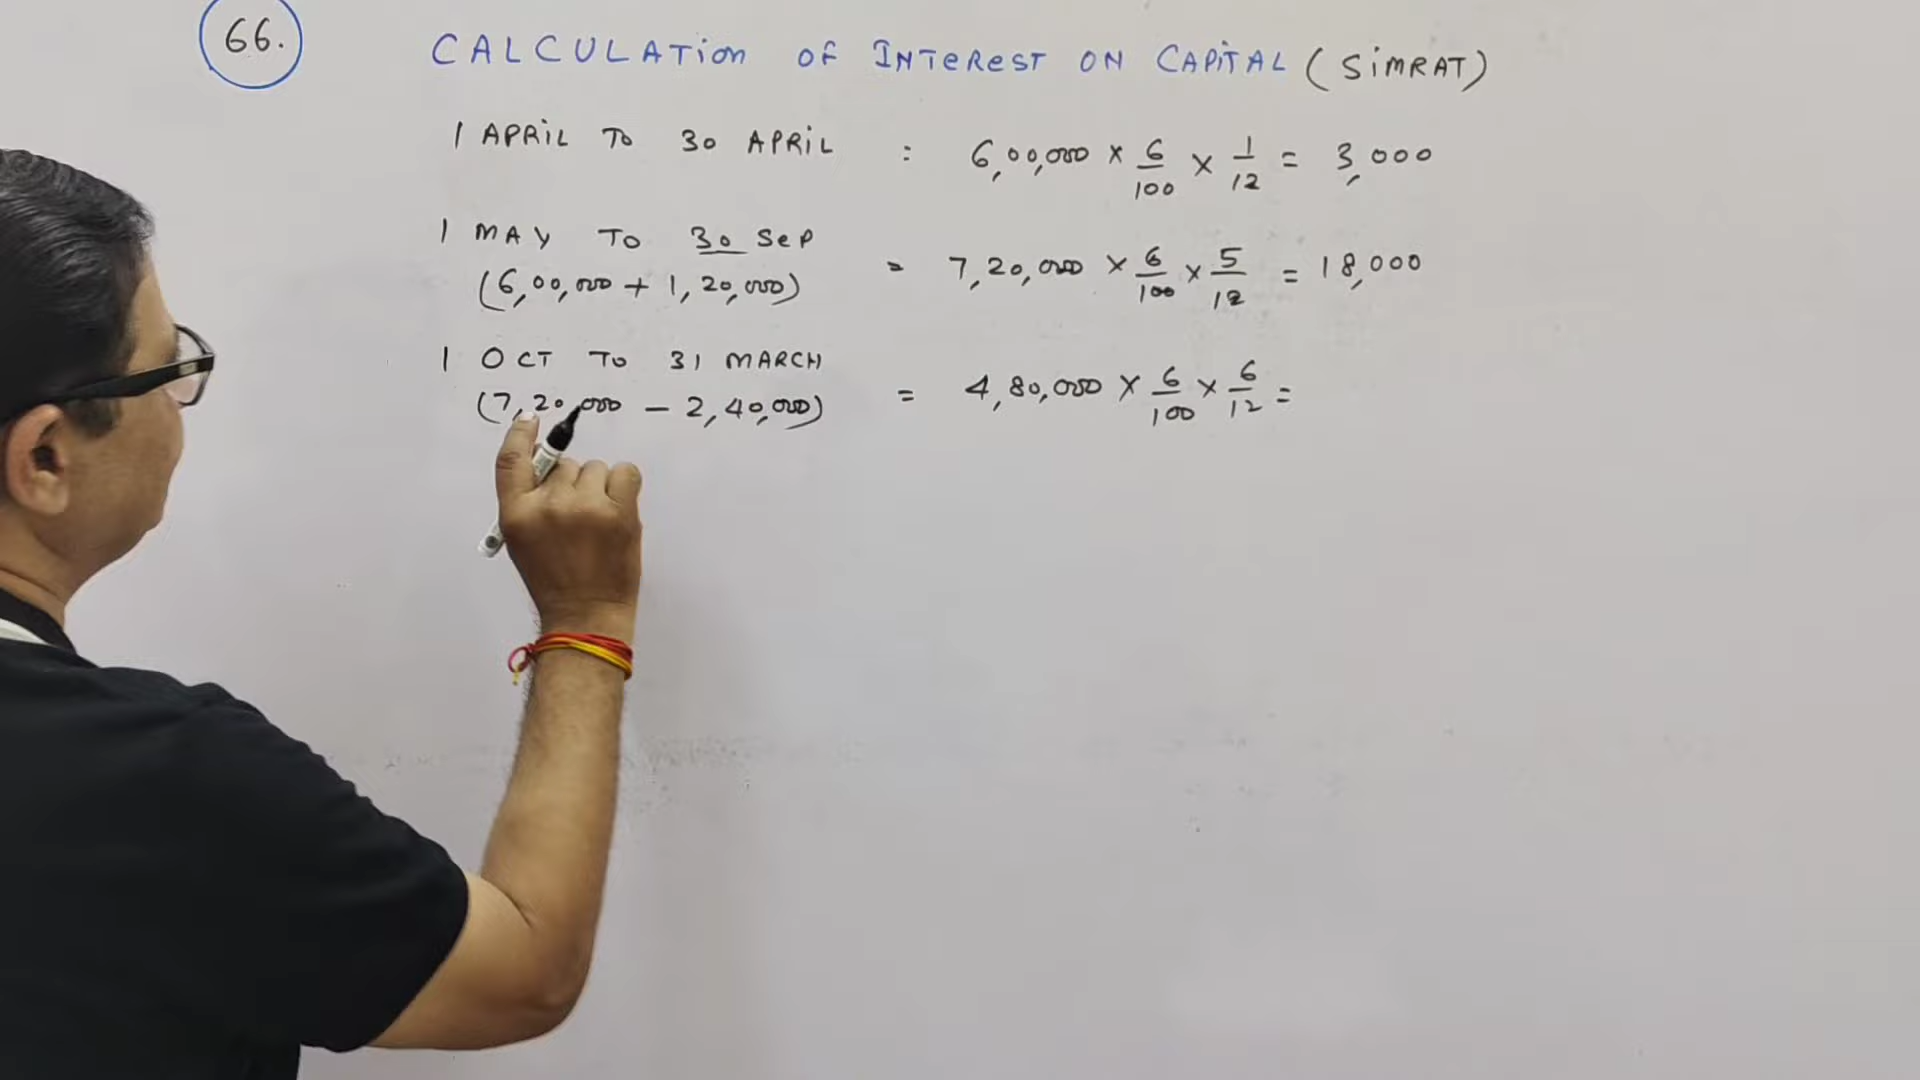 66.
CALCULATion of InTeResT ON CAPiTAL (SimRAT)
1 APRiL To 30 APRiL : 6,00,000 × 6/100 × 1/12 = 3,000
1 MAY To 30 SeP
(6,00,000 + 1,20,000) = 7,20,000 × 6/100 × 5/12 = 18,000
1 OCT To 31 MARCH
(7,20,000 - 2,40,000) = 4,80,000 × 6/100 × 6/12 =